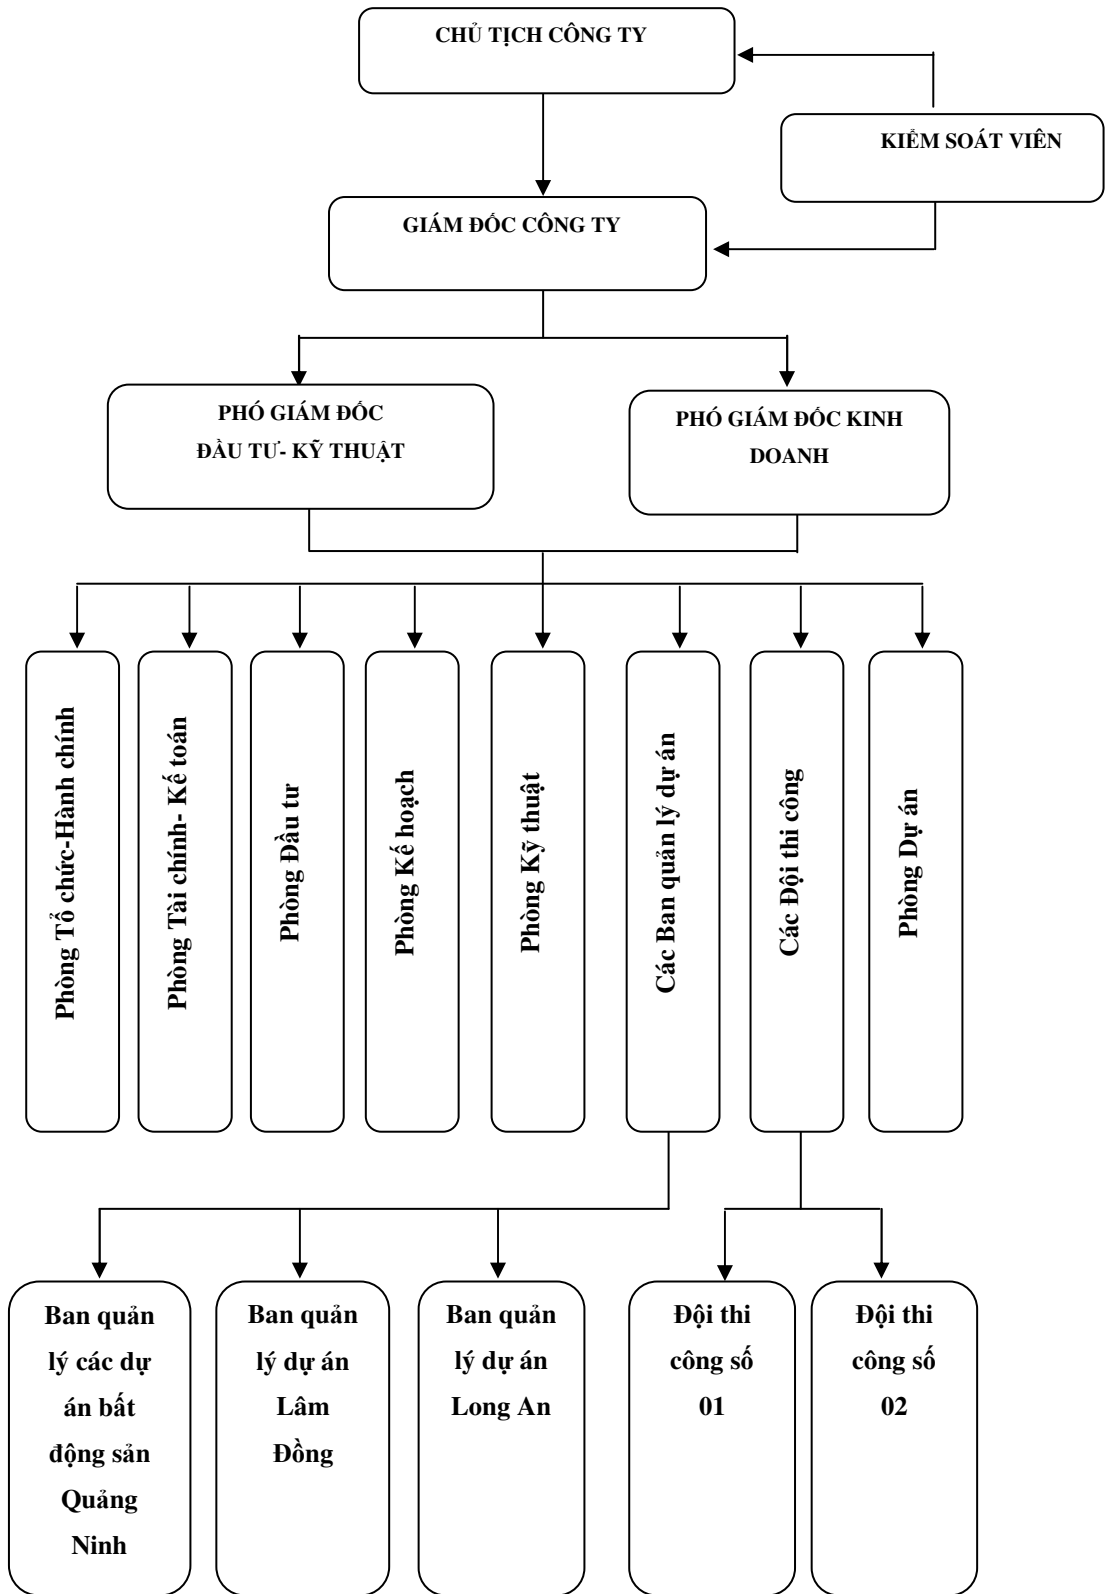 CHỦ TỊCH CÔNG TY
KIỂM SOÁT VIÊN
GIÁM ĐỐC CÔNG TY
PHÓ GIÁM ĐỐC
ĐẦU TƯ- KỸ THUẬT
PHÓ GIÁM ĐỐC KINH
DOANH
Phòng Tổ chức-Hành chính
Phòng Tài chính- Kế toán
Phòng Đầu tư
Phòng Kế hoạch
Phòng Kỹ thuật
Các Ban quản lý dự án
Các Đội thi công
Phòng Dự án
Ban quản
lý các dự
án bất
động sản
Quảng
Ninh
Ban quản
lý dự án
Lâm
Đồng
Ban quản
lý dự án
Long An
Đội thi
công số
01
Đội thi
công số
02